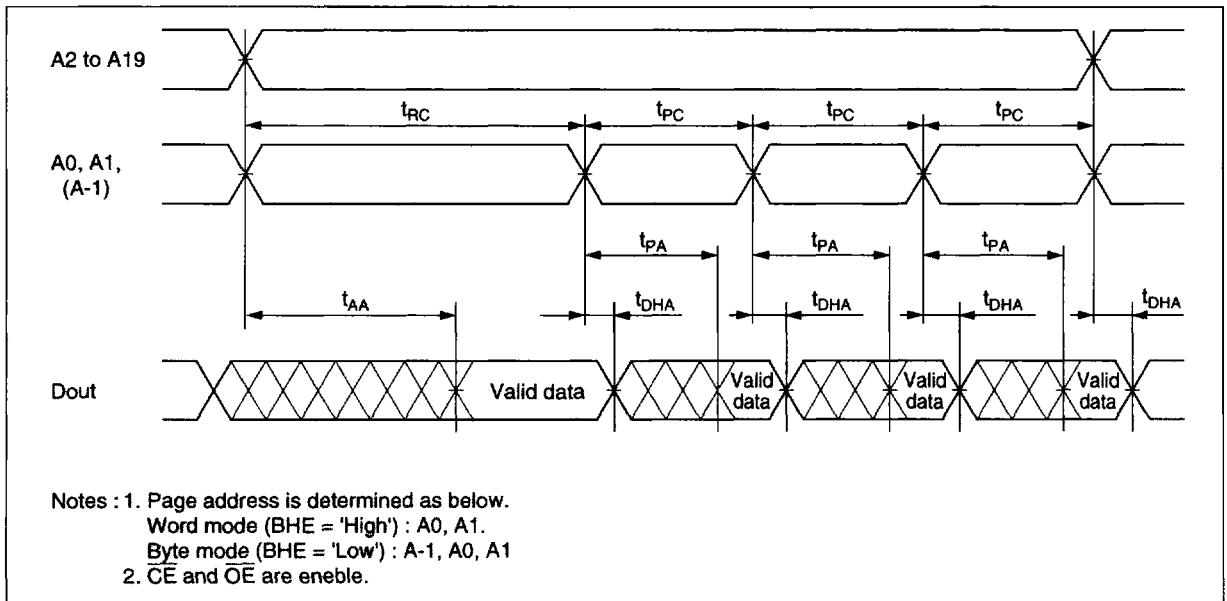 A2 to A19
tRC tPC tPC tPC
A0, A1,
(A-1)
tPA tPA tPA
tAA tDHA tDHA tDHA tDHA
Dout Valid data Valid data Valid data Valid data
Notes : 1. Page address is determined as below.
Word mode (BHE = 'High') : A0, A1.
Byte mode (BHE = 'Low') : A-1, A0, A1
2. C̅E̅ and O̅E̅ are eneble.